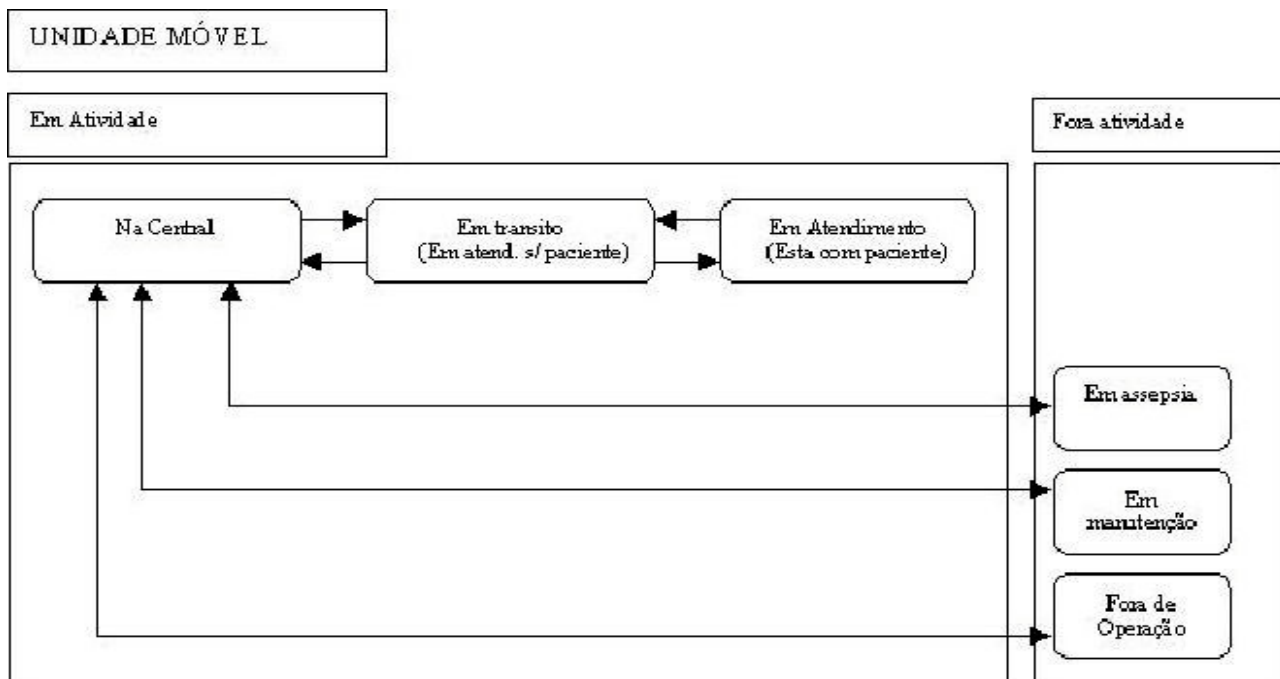 UNIDADE MÓVEL
Em Atividade
Fora atividade
Na Central
Em transito
(Em atend. s/ paciente)
Em Atendimento
(Esta com paciente)
Em assepsia
Em
manutenção
Fora de
Operação